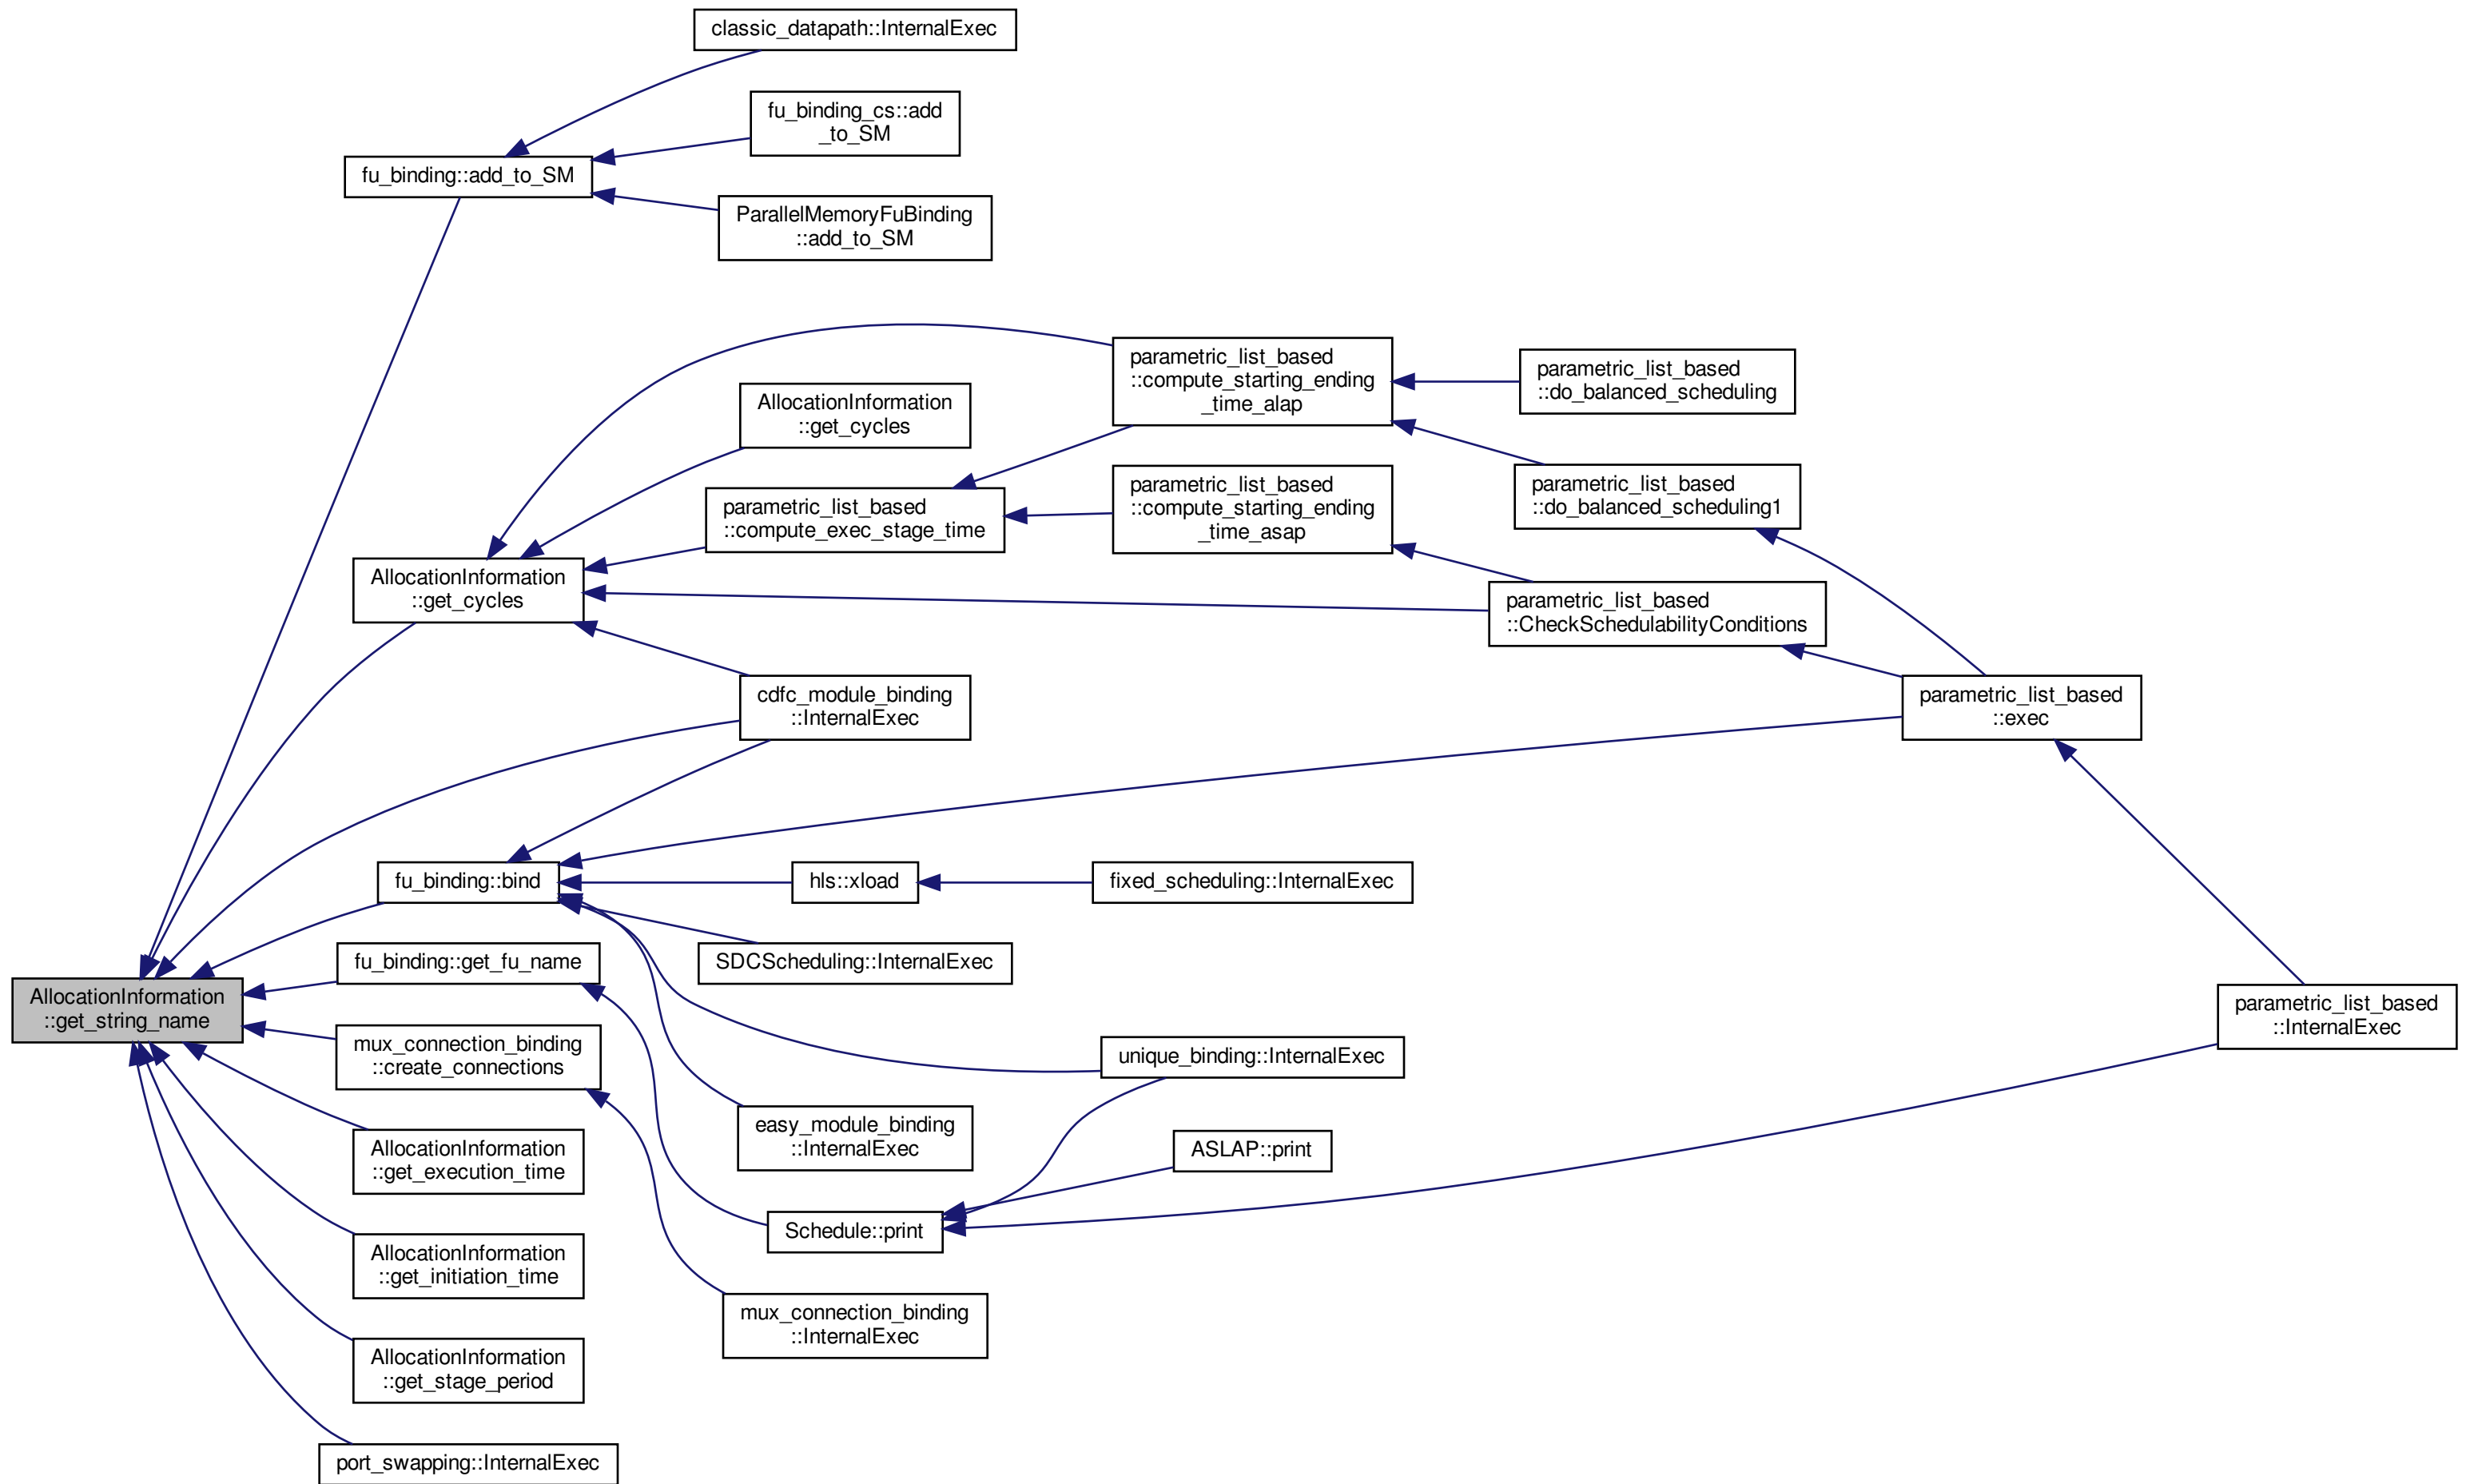 classic_datapath::InternalExec
fu_binding_cs::add
_to_SM
fu_binding::add_to_SM
ParallelMemoryFuBinding
::add_to_SM
parametric_list_based
::compute_starting_ending
_time_alap
parametric_list_based
::do_balanced_scheduling
AllocationInformation
::get_cycles
parametric_list_based
::compute_exec_stage_time
parametric_list_based
::compute_starting_ending
_time_asap
parametric_list_based
::do_balanced_scheduling1
AllocationInformation
::get_cycles
parametric_list_based
::CheckSchedulabilityConditions
cdfc_module_binding
::InternalExec
parametric_list_based
::exec
fu_binding::bind
hls::xload
fixed_scheduling::InternalExec
fu_binding::get_fu_name
SDCScheduling::InternalExec
AllocationInformation
::get_string_name
parametric_list_based
::InternalExec
mux_connection_binding
::create_connections
unique_binding::InternalExec
easy_module_binding
::InternalExec
AllocationInformation
::get_execution_time
ASLAP::print
Schedule::print
AllocationInformation
::get_initiation_time
mux_connection_binding
::InternalExec
AllocationInformation
::get_stage_period
port_swapping::InternalExec